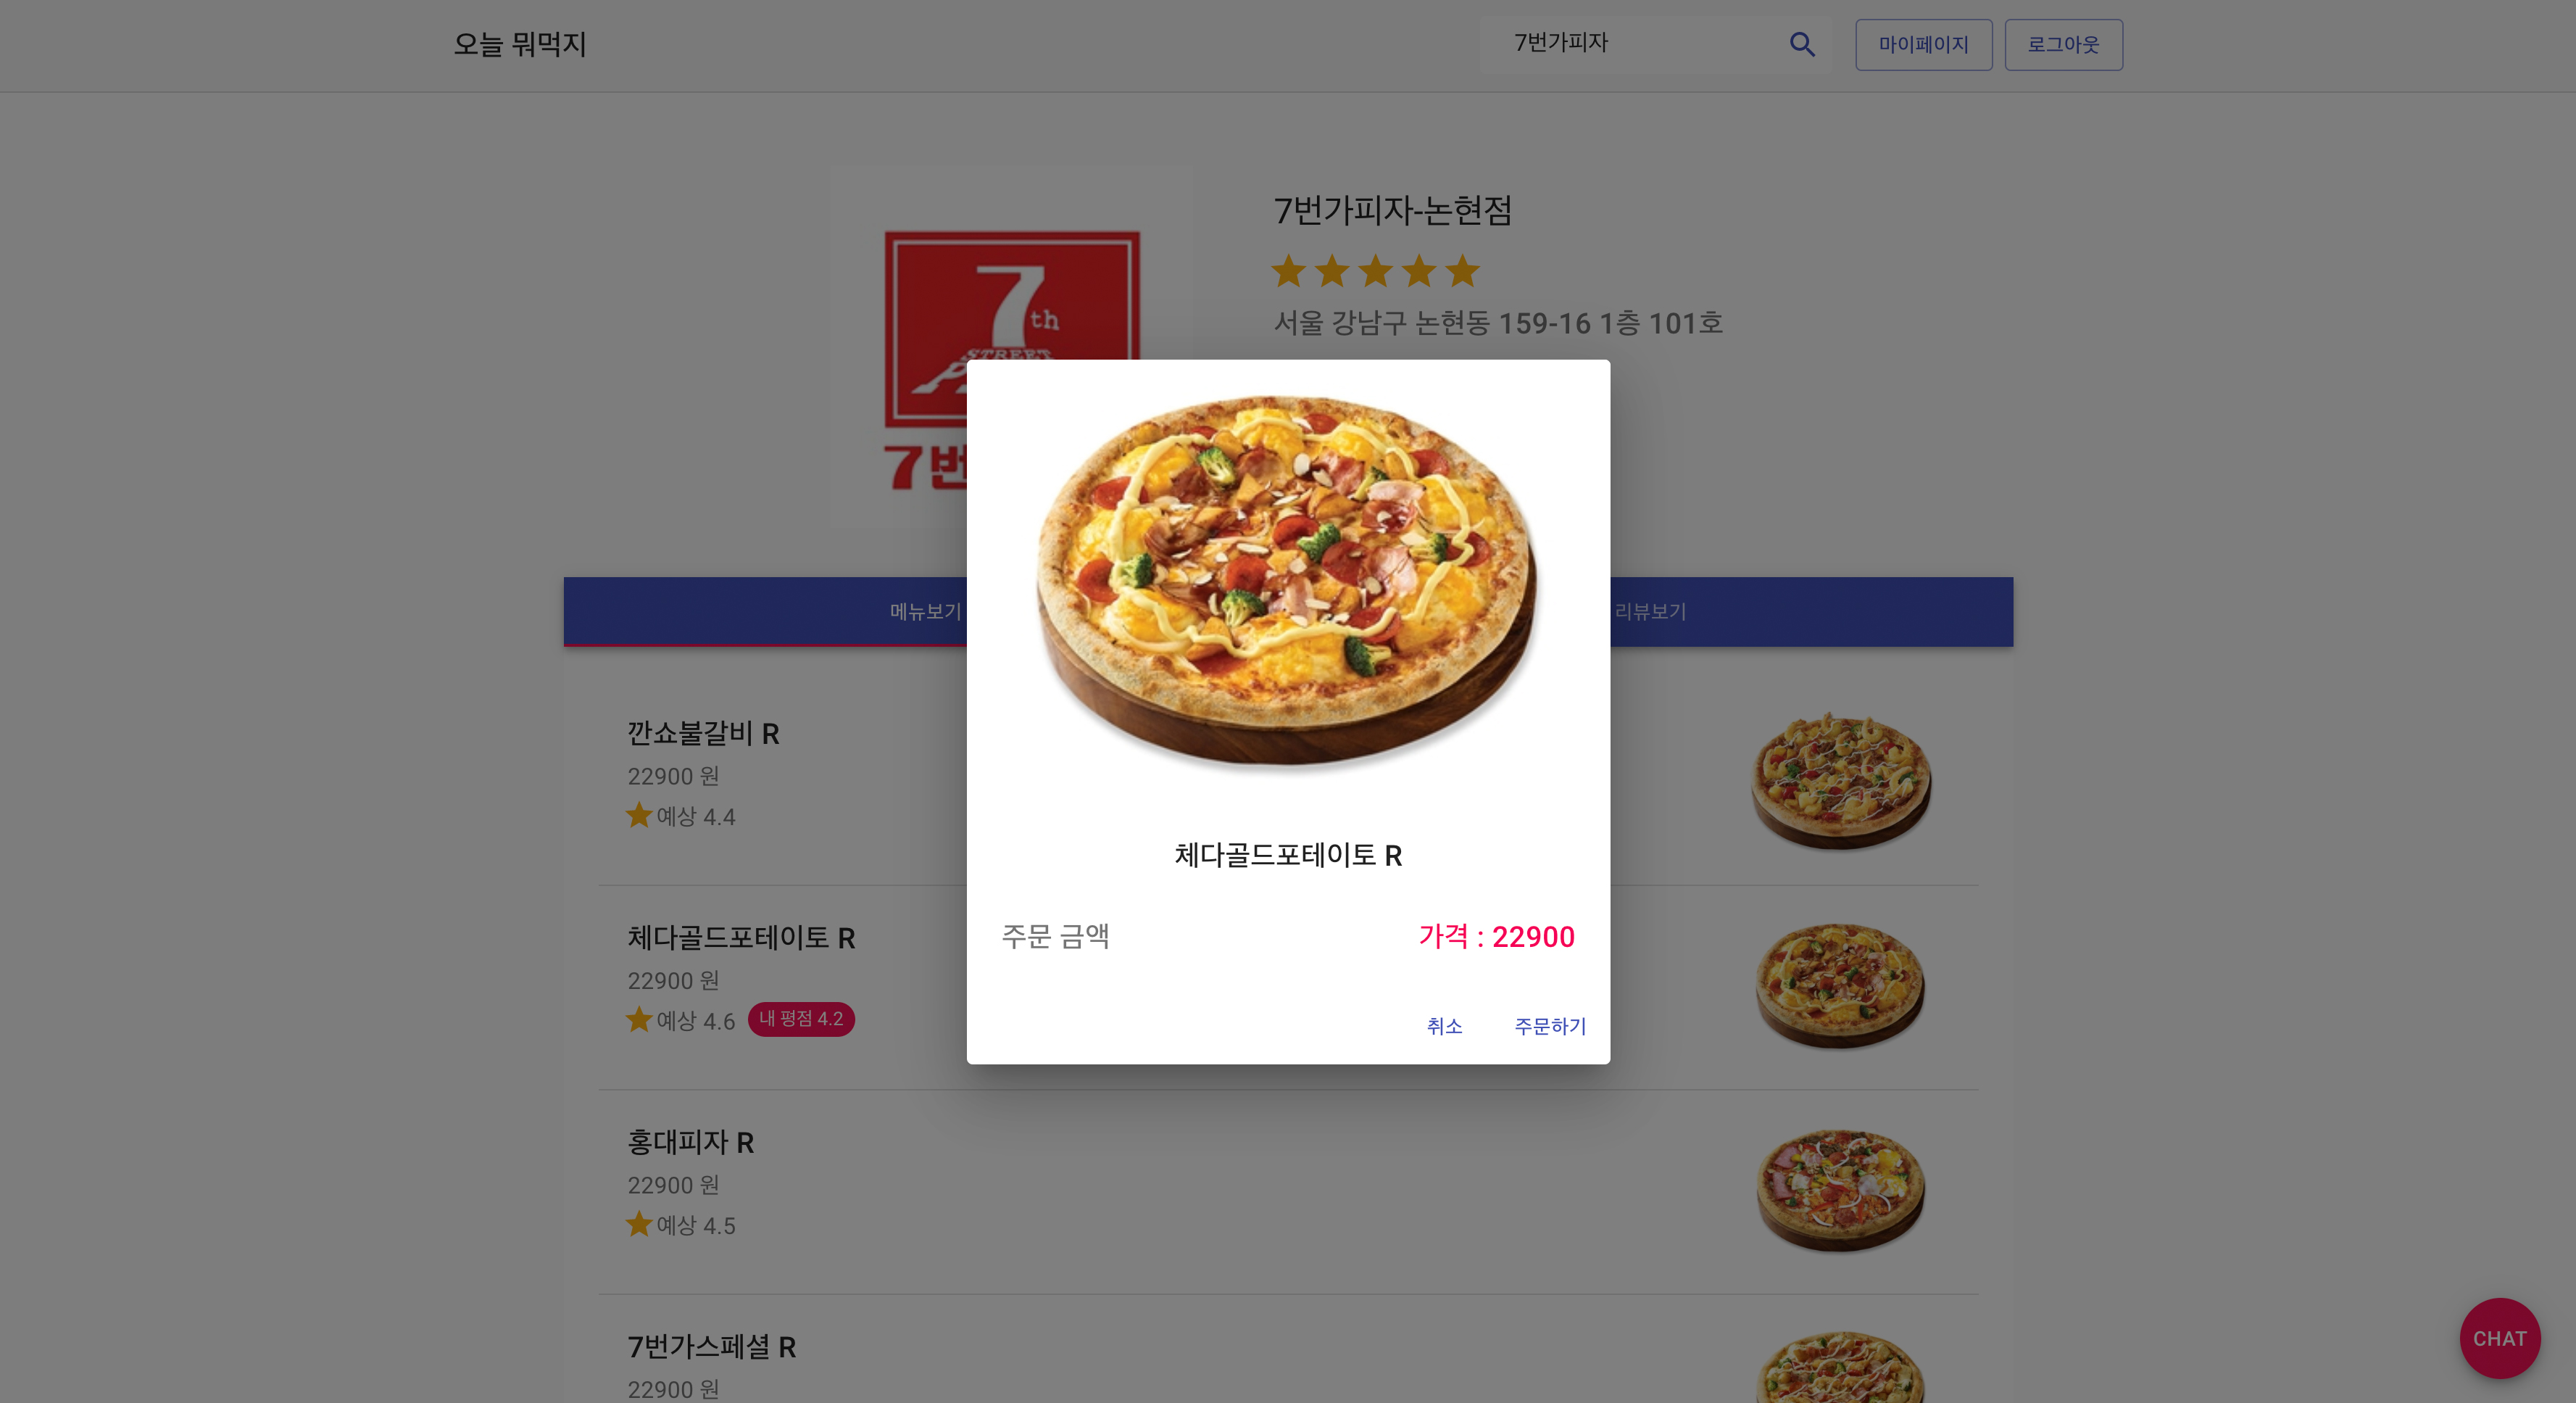 오늘 뭐먹지
7번가피자
마이페이지
로그아웃
7번가피자-논현점
서울 강남구 논현동 159-16 1층 101호
7th
STREET
7번
메뉴보기
리뷰보기
깐쇼불갈비 R
22900 원
예상 4.4
체다골드포테이토 R
22900 원
예상 4.6 내 평점 4.2
홍대피자 R
22900 원
예상 4.5
7번가스페셜 R
22900 원
체다골드포테이토 R
주문 금액 가격 : 22900
취소 주문하기
CHAT